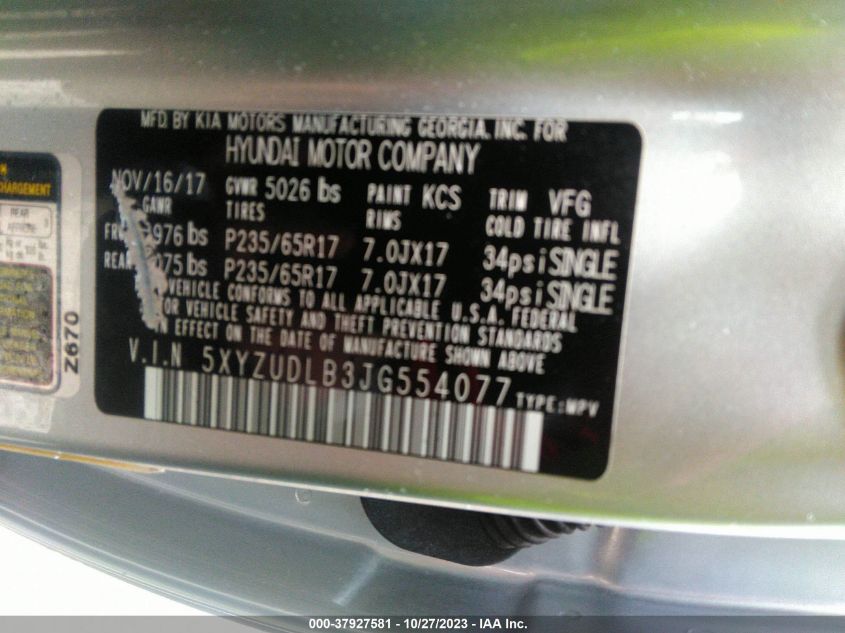 MFD. BY KIA MOTORS MANUFACTURING GEORGIA, INC. FOR
HYUNDAI MOTOR COMPANY
NOV/16/17 GVWR 5026 lbs PAINT KCS TRIM VFG
GAWR TIRES RIMS COLD TIRE INFL
976 lbs P235/65R17 7.0JX17 34psi SINGLE
REAR 075 lbs P235/65R17 7.0JX17 34psi SINGLE
VEHICLE CONFORMS TO ALL APPLICABLE U.S.A. FEDERAL
VEHICLE SAFETY AND THEFT PREVENTION STANDARDS
IN EFFECT ON THE DATE OF MANUFACTURE SHOWN ABOVE
V.I.N 5XYZUDLB3JG554077 TYPE:MPV
Z670
REAR
000-37927581 - 10/27/2023 - IAA Inc.